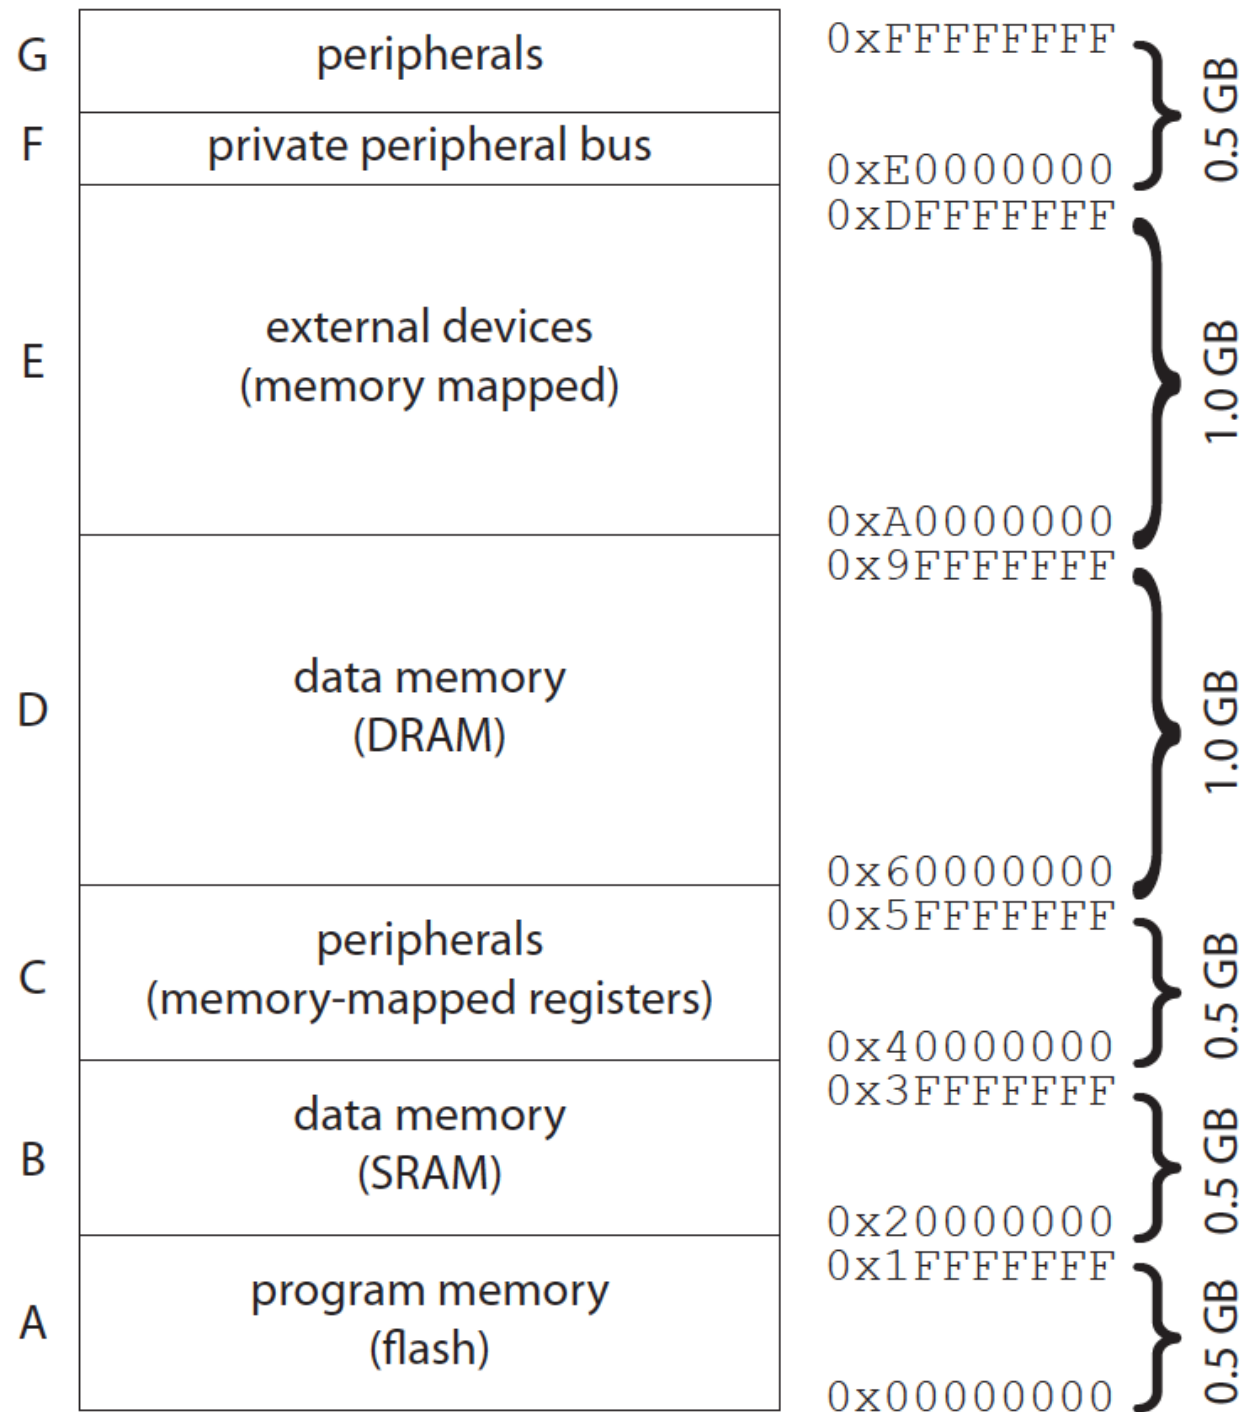 G
peripherals
0xFFFFFFFF
0.5 GB
F
private peripheral bus
0xE0000000
0xDFFFFFFF
E
external devices
(memory mapped)
1.0 GB
0xA0000000
0x9FFFFFFF
D
data memory
(DRAM)
1.0 GB
0x60000000
0x5FFFFFFF
C
peripherals
(memory-mapped registers)
0.5 GB
0x40000000
0x3FFFFFFF
B
data memory
(SRAM)
0.5 GB
0x20000000
0x1FFFFFFF
A
program memory
(flash)
0.5 GB
0x00000000